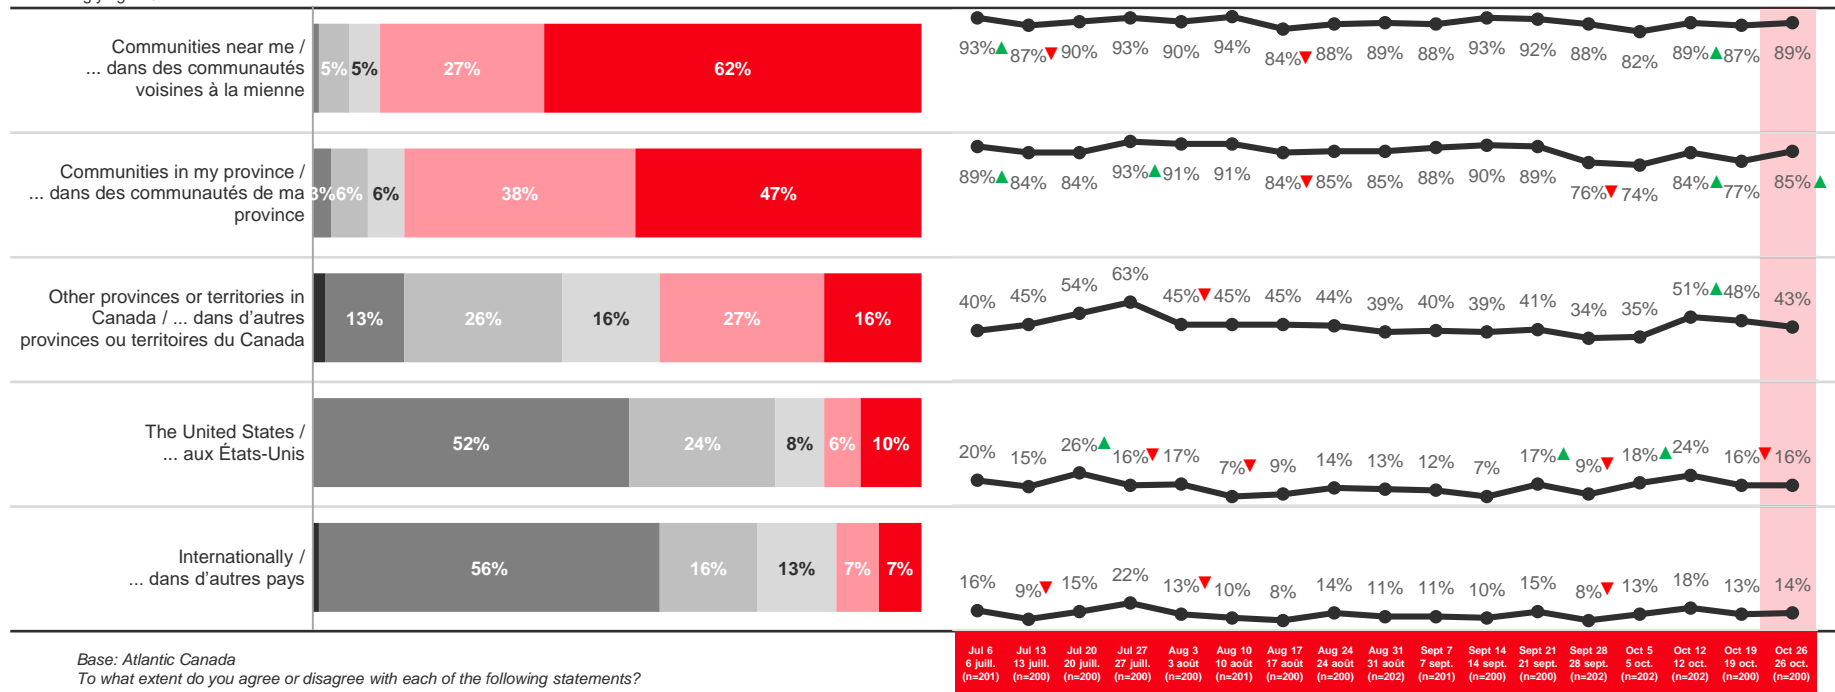 Communities near me /
... dans des communautés
voisines à la mienne
5% 5% 27% 62%
93% 87% 90% 93% 90% 94% 84% 88% 89% 88% 93% 92% 88% 82% 89% 87% 89%
Communities in my province /
... dans des communautés de ma
province
3% 6% 6% 38% 47%
89% 84% 84% 93% 91% 91% 84% 85% 85% 88% 90% 89% 76% 74% 84% 77% 85%
Other provinces or territories in
Canada / ... dans d'autres
provinces ou territoires du Canada
13% 26% 16% 27% 16%
40% 45% 54% 63% 45% 45% 45% 44% 39% 40% 39% 41% 34% 35% 51% 48% 43%
The United States /
... aux États-Unis
52% 24% 8% 6% 10%
20% 15% 26% 16% 17% 7% 9% 14% 13% 12% 7% 17% 9% 18% 24% 16% 16%
Internationally /
... dans d'autres pays
56% 16% 13% 7% 7%
16% 9% 15% 22% 13% 10% 8% 14% 11% 11% 10% 15% 8% 13% 18% 13% 14%
Jul 6 Jul 13 Jul 20 Jul 27 Aug 3 Aug 10 Aug 17 Aug 24 Aug 31 Sept 7 Sept 14 Sept 21 Sept 28 Oct 5 Oct 12 Oct 19 Oct 26
6 juill. 13 juill. 20 juill. 27 juill. 3 août 10 août 17 août 24 août 31 août 7 sept. 14 sept. 21 sept. 28 sept. 5 oct. 12 oct. 19 oct. 26 oct.
(n=201) (n=200) (n=200) (n=200) (n=200) (n=201) (n=200) (n=200) (n=202) (n=201) (n=200) (n=200) (n=202) (n=202) (n=202) (n=200) (n=200)
Base: Atlantic Canada
To what extent do you agree or disagree with each of the following statements?